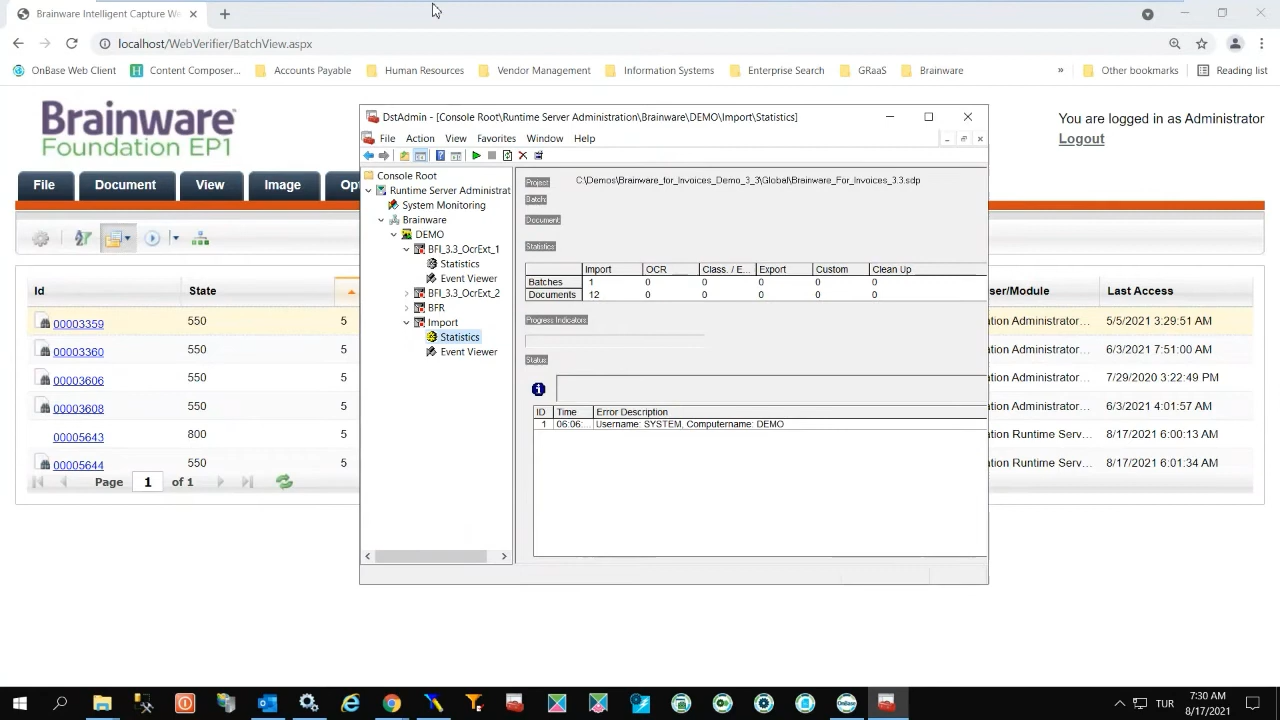 Brainware Intelligent Capture We
localhost/WebVerifier/BatchView.aspx
OnBase Web Client
Content Composer...
Accounts Payable
Human Resources
Vendor Management
Information Systems
Enterprise Search
GRaaS
Brainware
»
Other bookmarks
Reading list
Brainware
Foundation EP1
You are logged in as Administrator
Logout
File
Document
View
Image
Op
Id
State
ser/Module
Last Access
00003359 550 5 ation Administrator... 5/5/2021 3:29:51 AM
00003360 550 5 ation Administrator... 6/3/2021 7:51:00 AM
00003606 550 5 ation Administrator... 7/29/2020 3:22:49 PM
00003608 550 5 ation Administrator... 6/3/2021 4:01:57 AM
00005643 800 5 ation Runtime Serv... 8/17/2021 6:00:13 AM
00005644 550 5 ation Runtime Serv... 8/17/2021 6:01:34 AM
Page 1 of 1
DstAdmin - [Console Root\Runtime Server Administration\Brainware\DEMO\Import\Statistics]
File Action View Favorites Window Help
Console Root
Runtime Server Administrat
System Monitoring
Brainware
DEMO
BFI_3.3_OcrExt_1
Statistics
Event Viewer
BFI_3.3_OcrExt_2
BFR
Import
Statistics
Event Viewer
Project C:\Demos\Brainware_for_Invoices_Demo_3_3\Global\Brainware_For_Invoices_3.3.sdp
Batch
Document
Statistics
Import OCR Class. / E... Export Custom Clean Up
Batches 1 0 0 0 0 0
Documents 12 0 0 0 0 0
Progress Indicators
Status
ID Time Error Description
1 06:06:... Username: SYSTEM, Computername: DEMO
TUR
7:30 AM
8/17/2021